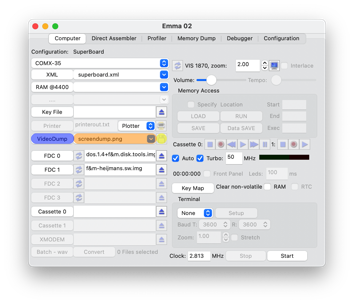 Emma 02
Computer Direct Assembler Profiler Memory Dump Debugger Configuration
Configuration: SuperBoard
COMX-35
XML superboard.xml
RAM @4400
...
Key File
Printer printerout.txt Plotter
VideoDump screendump.png
FDC 0 dos.1.4+f&m.disk.tools.img
FDC 1 f&m-heijmans.sw.img
FDC 2
FDC 3
Cassette 0
Cassette 1
XMODEM
Batch - wav Convert 0 Files selected
VIS 1870, zoom: 2.00 Interlace
Volume: Tempo:
Memory Access
Specify Location Start
LOAD RUN End
SAVE Data SAVE Exec
Cassette 0: 1:
Auto Turbo: 50 MHz
00:00:000 Front Panel Leds: 100 ms
Key Map Clear non-volatile RAM RTC
Terminal
None Setup
Baud T: 3600 R: 3600
Zoom: 1.00 Stretch
Clock: 2.813 MHz Stop Start